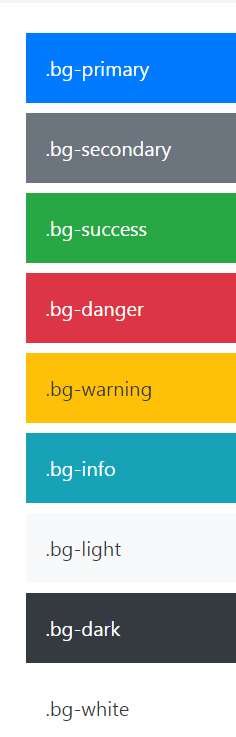 .bg-primary
.bg-secondary
.bg-success
.bg-danger
.bg-warning
.bg-info
.bg-light
.bg-dark
.bg-white